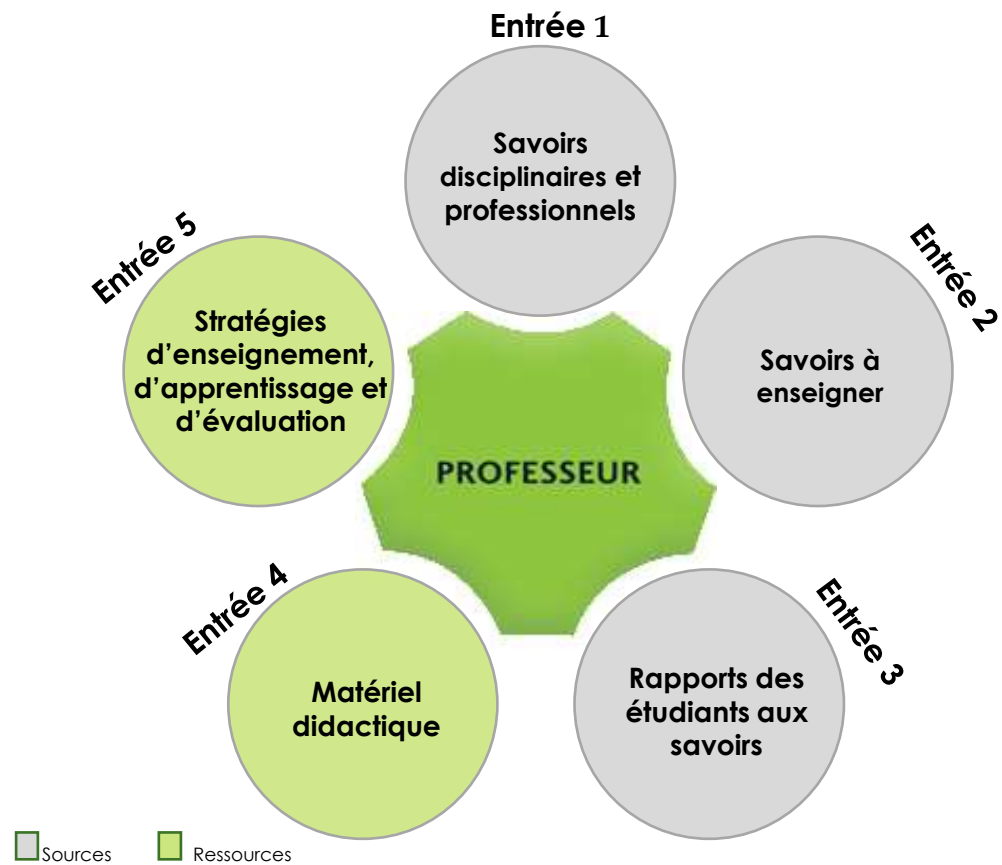 Entrée 1
Savoirs
disciplinaires et
professionnels
Entrée 2
Savoirs à
enseigner
Entrée 3
Rapports des
étudiants aux
savoirs
Entrée 4
Matériel
didactique
Entrée 5
Stratégies
d'enseignement,
d'apprentissage et
d'évaluation
PROFESSEUR
Sources
Ressources